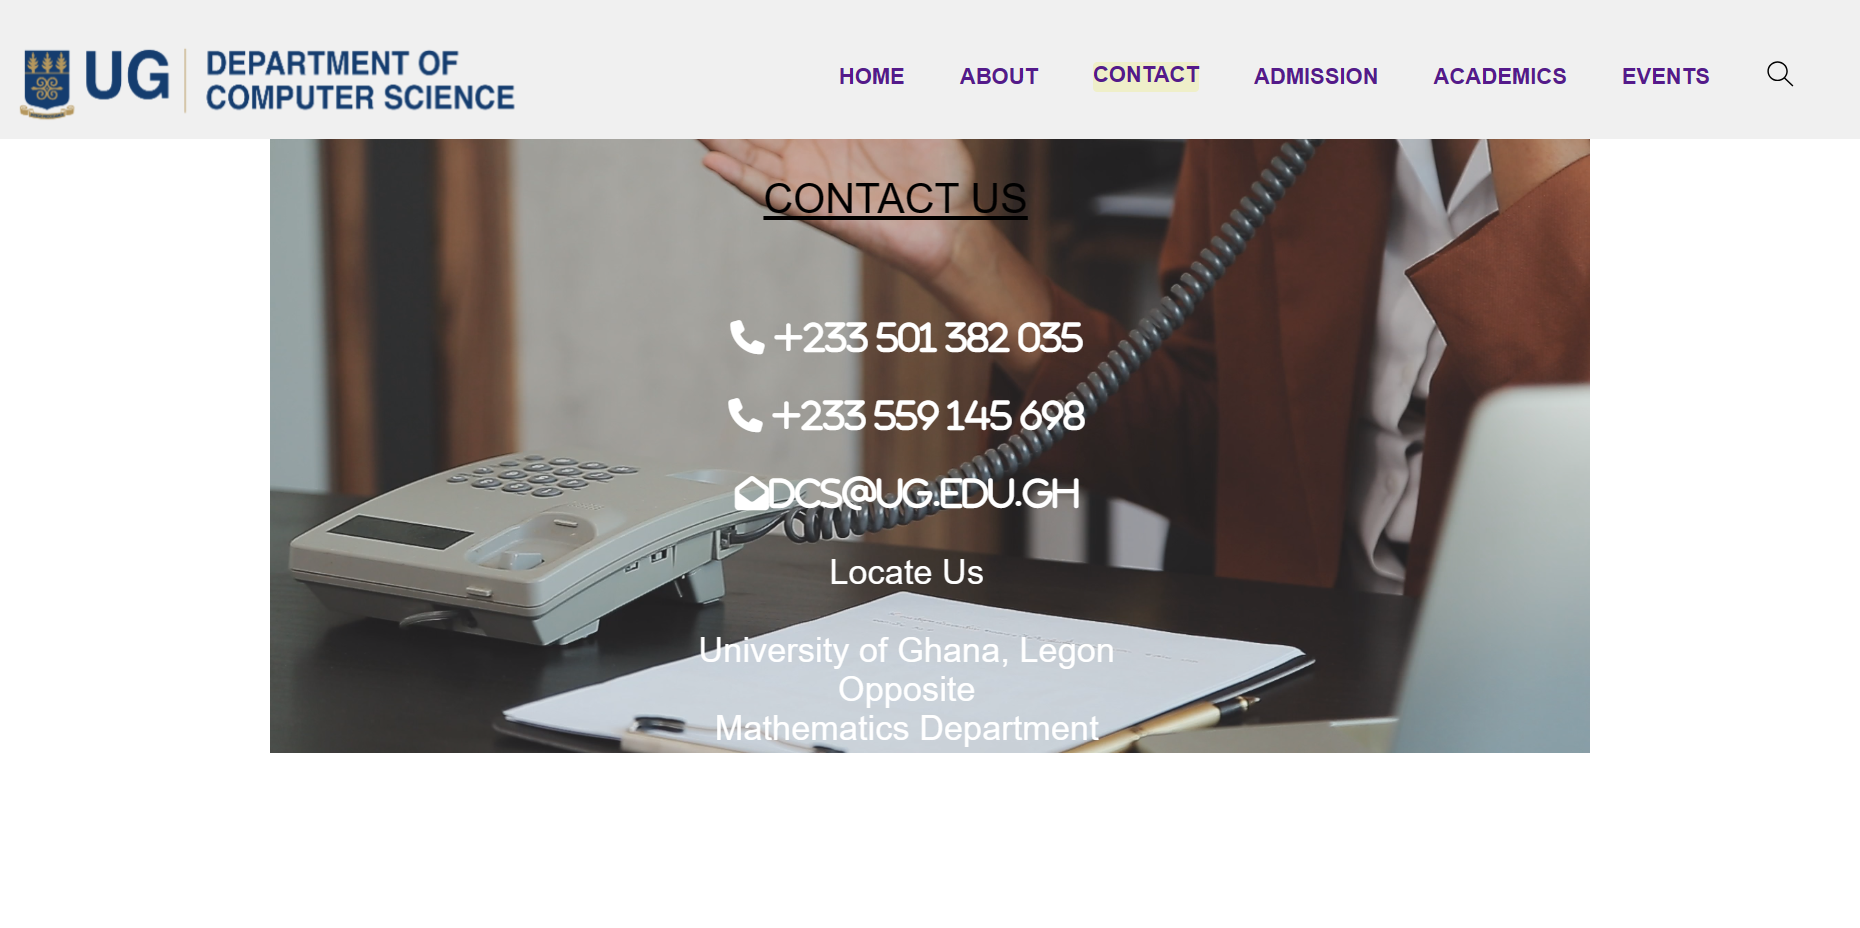 UG DEPARTMENT OF
COMPUTER SCIENCE
HOME ABOUT CONTACT ADMISSION ACADEMICS EVENTS
CONTACT US
+233 501 382 035
+233 559 145 698
DCS@UG.EDU.GH
Locate Us
University of Ghana, Legon
Opposite
Mathematics Department